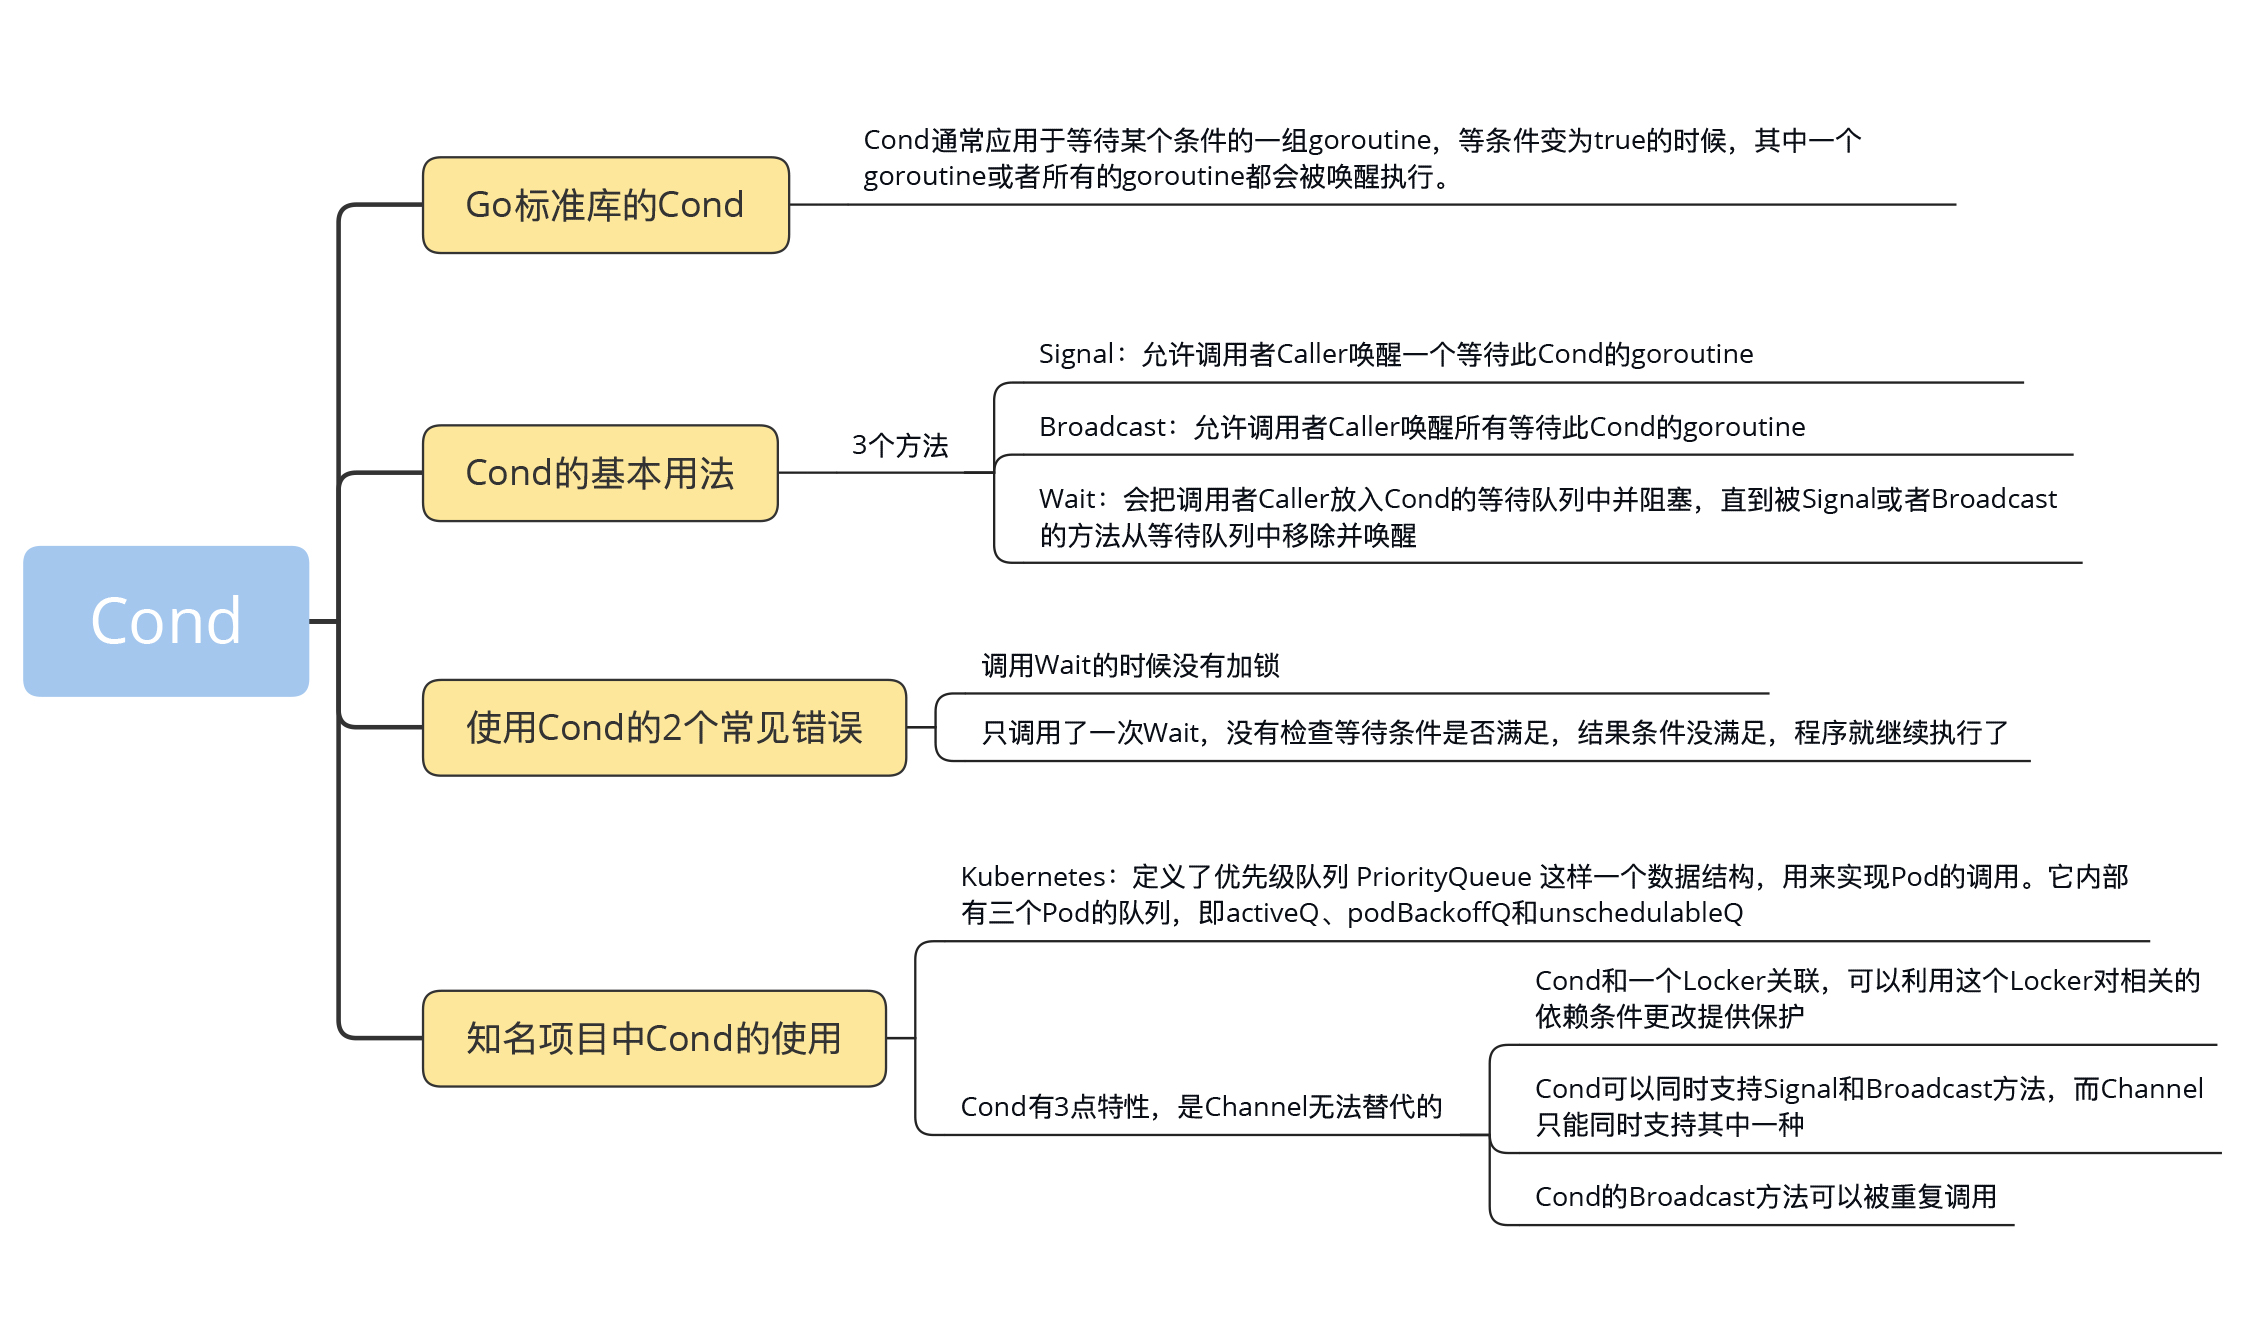 Cond
Go标准库的Cond
Cond通常应用于等待某个条件的一组goroutine，等条件变为true的时候，其中一个
goroutine或者所有的goroutine都会被唤醒执行。
Cond的基本用法
3个方法
Signal：允许调用者Caller唤醒一个等待此Cond的goroutine
Broadcast：允许调用者Caller唤醒所有等待此Cond的goroutine
Wait：会把调用者Caller放入Cond的等待队列中并阻塞，直到被Signal或者Broadcast
的方法从等待队列中移除并唤醒
使用Cond的2个常见错误
调用Wait的时候没有加锁
只调用了一次Wait，没有检查等待条件是否满足，结果条件没满足，程序就继续执行了
知名项目中Cond的使用
Kubernetes：定义了优先级队列 PriorityQueue 这样一个数据结构，用来实现Pod的调用。它内部
有三个Pod的队列，即activeQ、podBackoffQ和unschedulableQ
Cond有3点特性，是Channel无法替代的
Cond和一个Locker关联，可以利用这个Locker对相关的
依赖条件更改提供保护
Cond可以同时支持Signal和Broadcast方法，而Channel
只能同时支持其中一种
Cond的Broadcast方法可以被重复调用